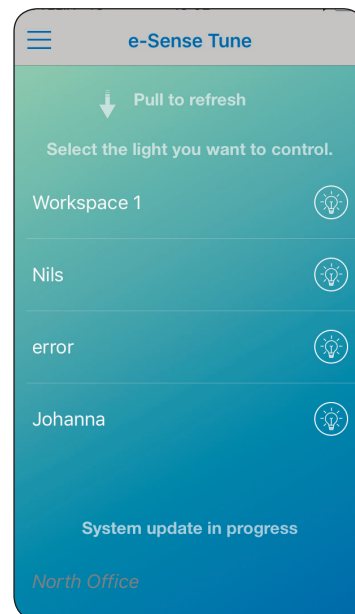 e-Sense Tune
Pull to refresh
Select the light you want to control.
Workspace 1
Nils
error
Johanna
System update in progress
North Office